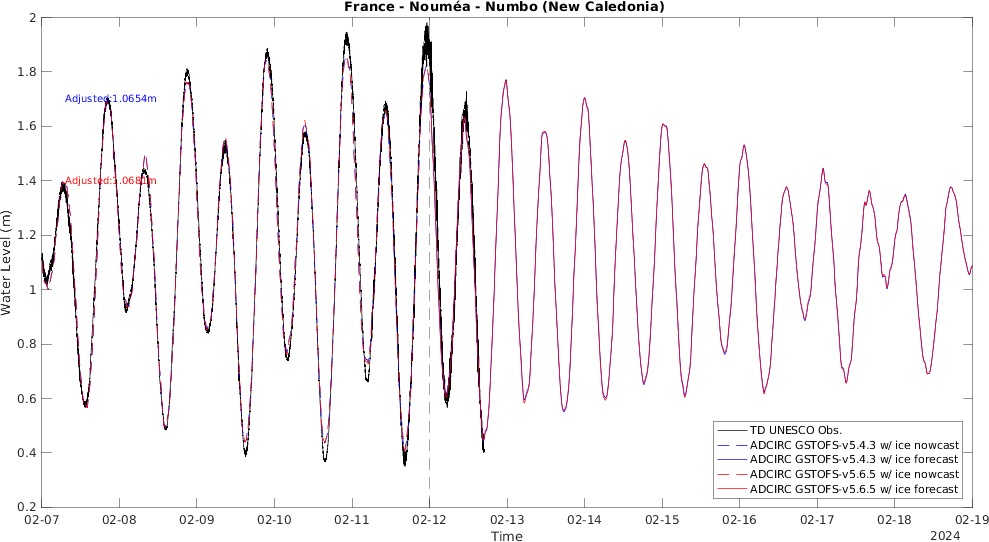 France - Nouméa - Numbo (New Caledonia)
Water Level (m)
2
1.8
1.6
1.4
1.2
1
0.8
0.6
0.4
0.2
Adjusted:1.0654m
Adjusted:1.0681m
TD UNESCO Obs.
ADCIRC GSTOFS-v5.4.3 w/ ice nowcast
ADCIRC GSTOFS-v5.4.3 w/ ice forecast
ADCIRC GSTOFS-v5.6.5 w/ ice nowcast
ADCIRC GSTOFS-v5.6.5 w/ ice forecast
02-07 02-08 02-09 02-10 02-11 02-12 02-13 02-14 02-15 02-16 02-17 02-18 02-19
Time
2024